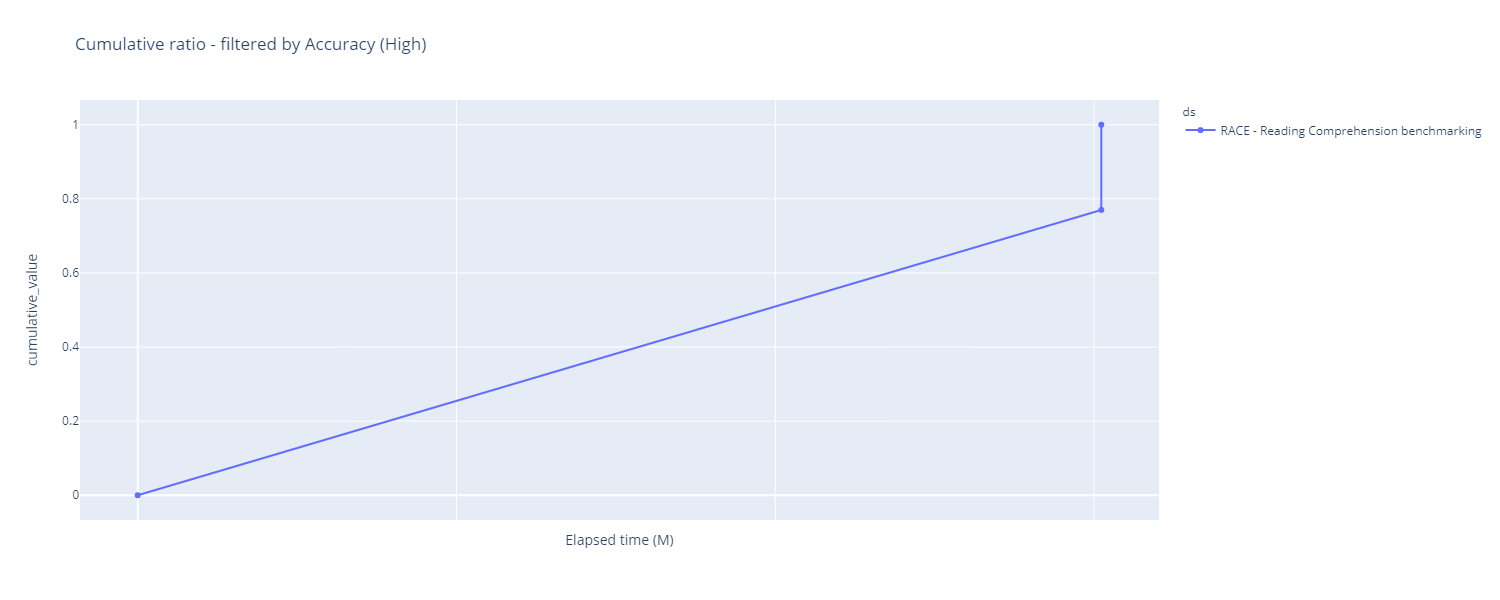 Cumulative ratio - filtered by Accuracy (High)
ds
RACE - Reading Comprehension benchmarking
1
0.8
0.6
0.4
0.2
0
cumulative_value
Elapsed time (M)